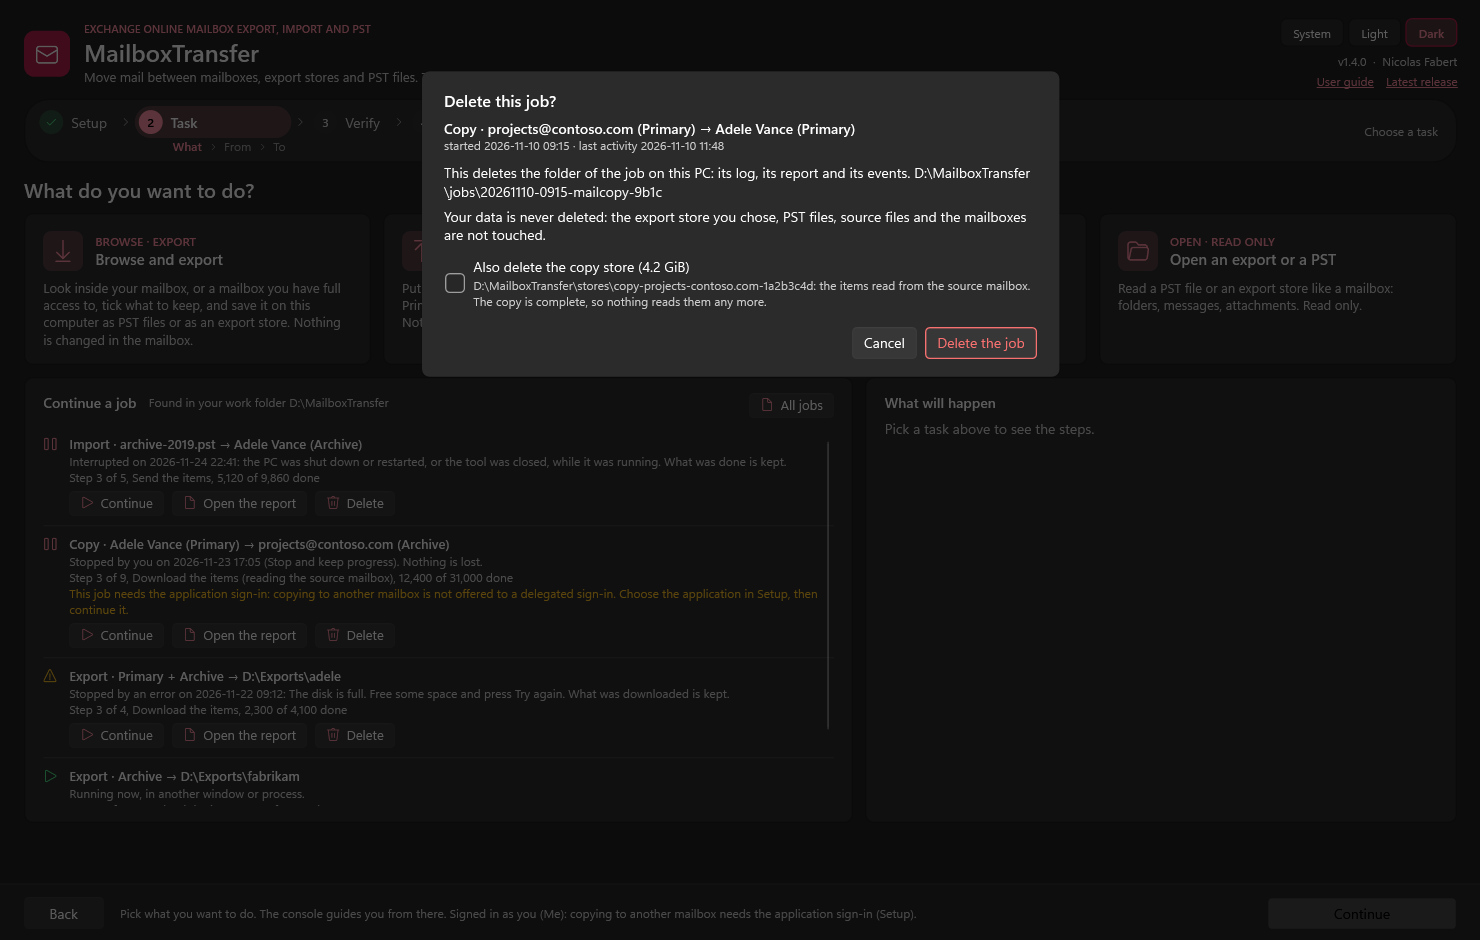 EXCHANGE ONLINE MAILBOX EXPORT, IMPORT AND PST
MailboxTransfer
Move mail between mailboxes, export stores and PST files.
System
Light
Dark
v1.4.0 · Nicolas Fabert
User guide
Latest release
Setup
2
Task
3
Verify
What
From
To
Choose a task
What do you want to do?
BROWSE · EXPORT
Browse and export
Look inside your mailbox, or a mailbox you have full
access to, tick what to keep, and save it on this
computer as PST files or as an export store. Nothing
is changed in the mailbox.
OPEN · READ ONLY
Open an export or a PST
Read a PST file or an export store like a mailbox:
folders, messages, attachments. Read only.
Delete this job?
Copy · projects@contoso.com (Primary) → Adele Vance (Primary)
started 2026-11-10 09:15 · last activity 2026-11-10 11:48
This deletes the folder of the job on this PC: its log, its report and its events. D:\MailboxTransfer
\jobs\20261110-0915-mailcopy-9b1c
Your data is never deleted: the export store you chose, PST files, source files and the mailboxes
are not touched.
Also delete the copy store (4.2 GiB)
D:\MailboxTransfer\stores\copy-projects-contoso.com-1a2b3c4d: the items read from the source mailbox.
The copy is complete, so nothing reads them any more.
Cancel
Delete the job
Continue a job
Found in your work folder D:\MailboxTransfer
All jobs
Import · archive-2019.pst → Adele Vance (Archive)
Interrupted on 2026-11-24 22:41: the PC was shut down or restarted, or the tool was closed, while it was running. What was done is kept.
Step 3 of 5, Send the items, 5,120 of 9,860 done
Continue
Open the report
Delete
Copy · Adele Vance (Primary) → projects@contoso.com (Archive)
Stopped by you on 2026-11-23 17:05 (Stop and keep progress). Nothing is lost.
Step 3 of 9, Download the items (reading the source mailbox), 12,400 of 31,000 done
This job needs the application sign-in: copying to another mailbox is not offered to a delegated sign-in. Choose the application in Setup, then
continue it.
Continue
Open the report
Delete
Export · Primary + Archive → D:\Exports\adele
Stopped by an error on 2026-11-22 09:12: The disk is full. Free some space and press Try again. What was downloaded is kept.
Step 3 of 4, Download the items, 2,300 of 4,100 done
Continue
Open the report
Delete
Export · Archive → D:\Exports\fabrikam
Running now, in another window or process.
What will happen
Pick a task above to see the steps.
Back
Pick what you want to do. The console guides you from there. Signed in as you (Me): copying to another mailbox needs the application sign-in (Setup).
Continue